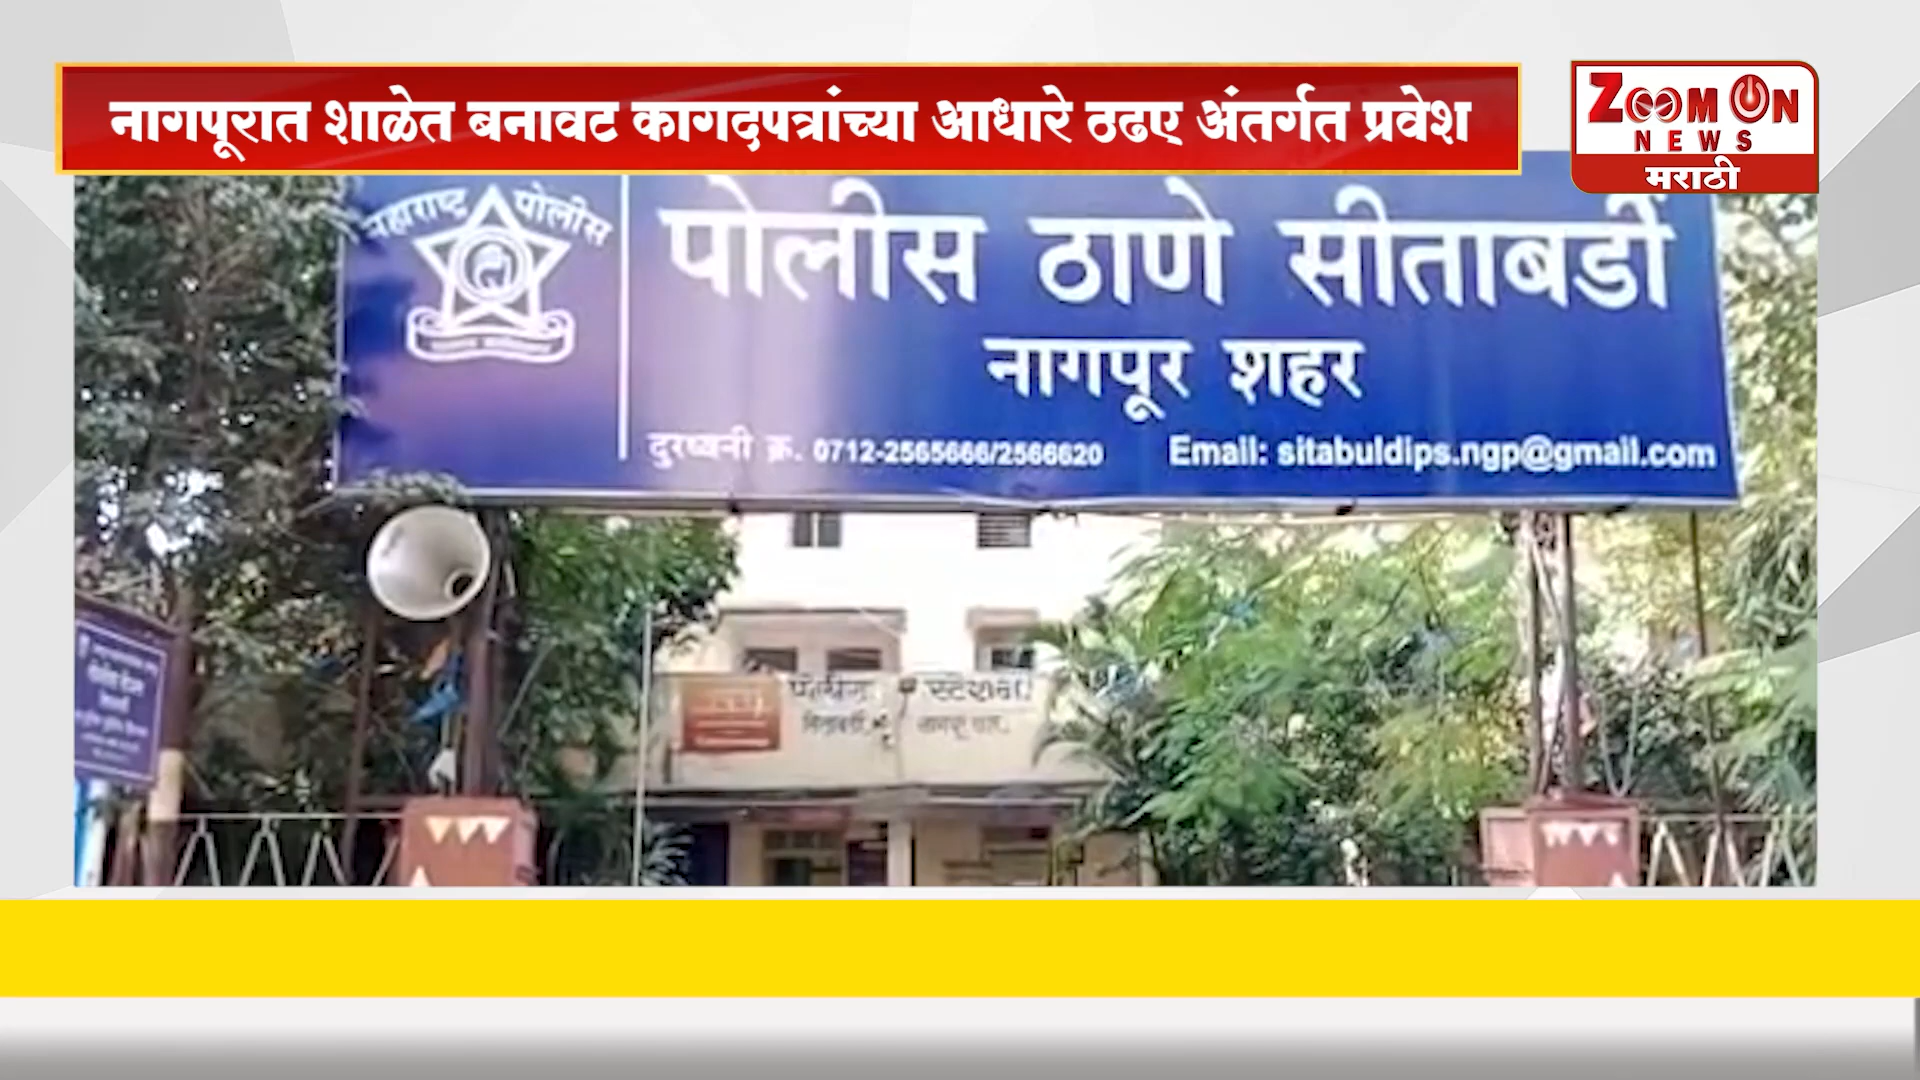 नागपूरात शाळेत बनावट कागदपत्रांच्या आधारे ठढए अंतर्गत प्रवेश
ZOOM ON
NEWS
मराठी
महाराष्ट्र पोलीस
पोलीस ठाणे सीताबर्डी
नागपूर शहर
दुरध्वनी क्र. 0712-2565666/2566620 Email: sitabuldips.ngp@gmail.com